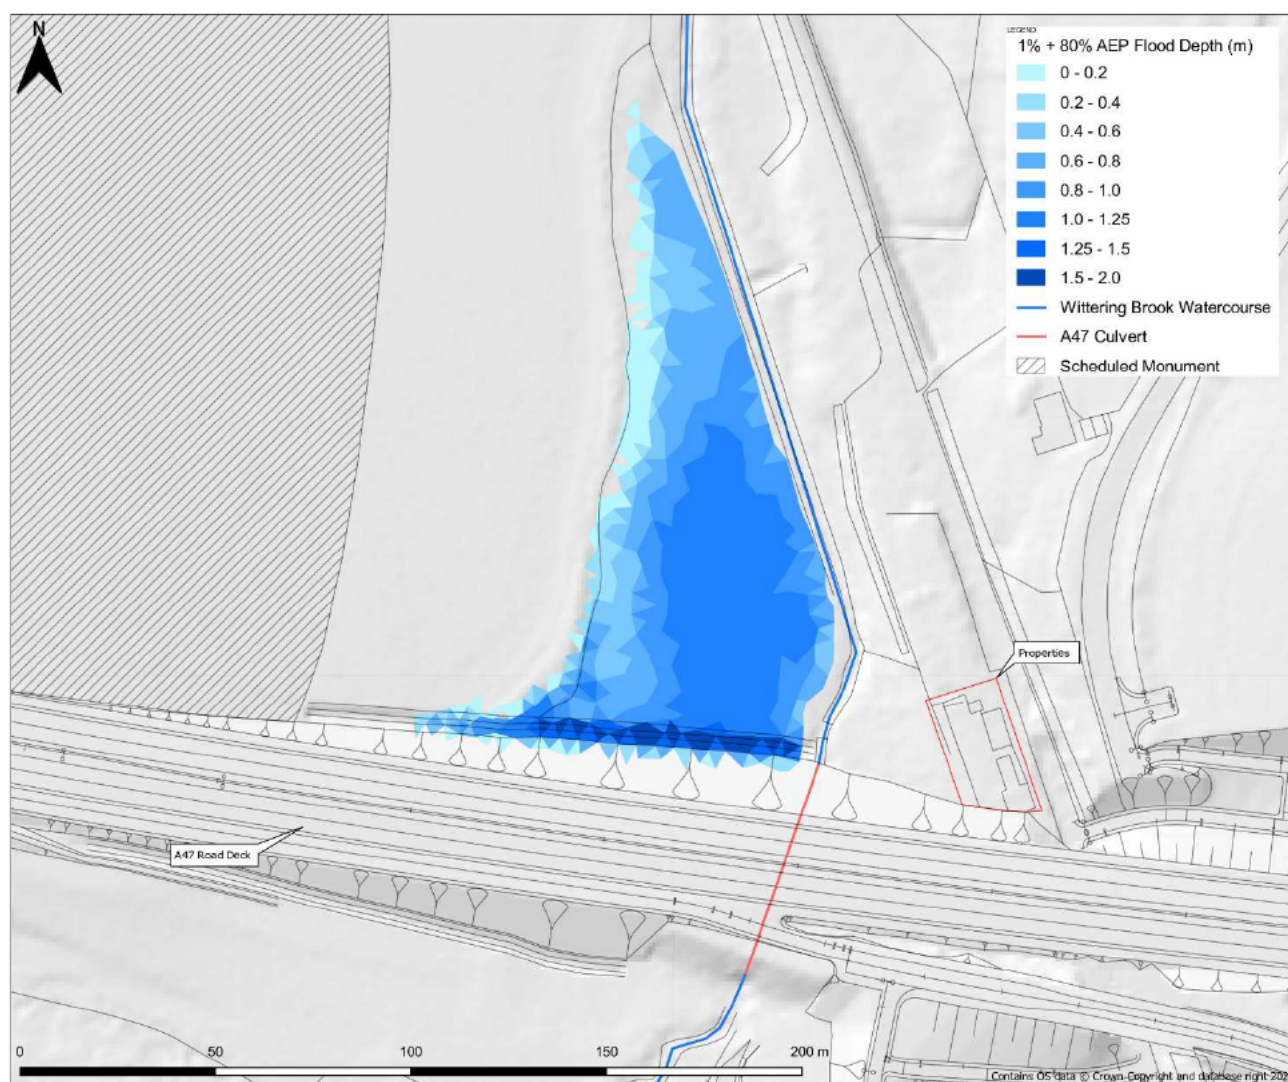 N
LEGEND
1% + 80% AEP Flood Depth (m)
0 - 0.2
0.2 - 0.4
0.4 - 0.6
0.6 - 0.8
0.8 - 1.0
1.0 - 1.25
1.25 - 1.5
1.5 - 2.0
Wittering Brook Watercourse
A47 Culvert
Scheduled Monument
Properties
A47 Road Deck
0 50 100 150 200 m
Contains OS data © Crown Copyright and database right 202